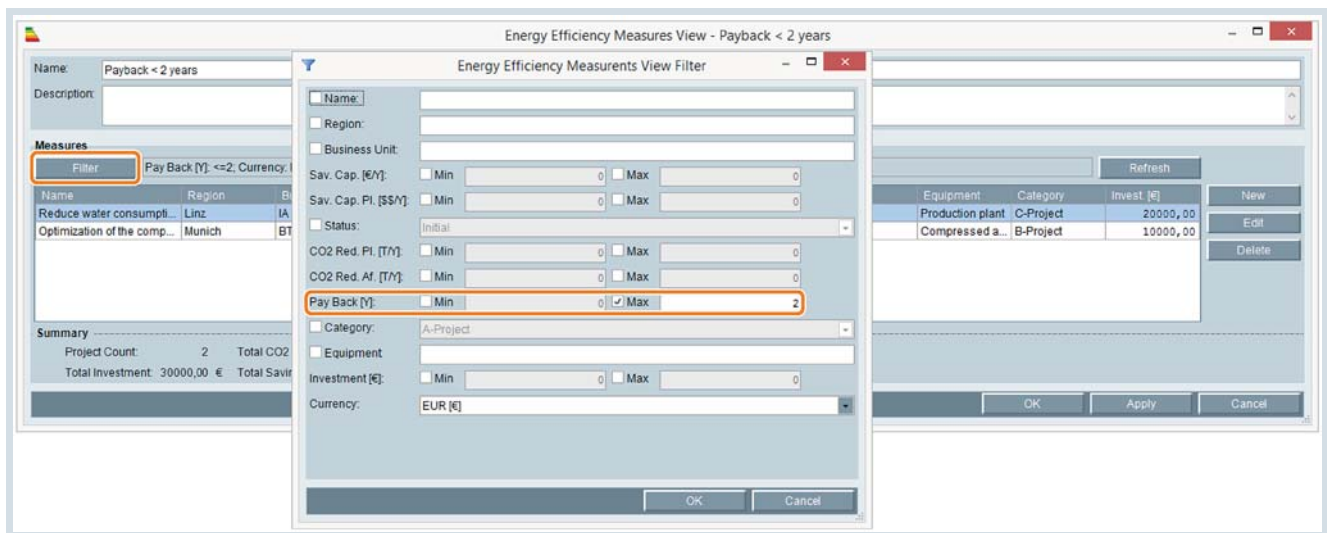 Energy Efficiency Measures View - Payback < 2 years
Name: Payback < 2 years
Description:
Measures
Filter Pay Back [Y]: <=2; Currency: Refresh
Name Region Equipment Category Invest. [€] New
Reduce water consumpti... Linz IA Production plant C-Project 20000,00
Optimization of the comp... Munich BT Compressed a... B-Project 10000,00
Edit
Delete
Summary
Project Count: 2 Total CO2
Total Investment: 30000,00 € Total Savin
OK Apply Cancel
Energy Efficiency Measurents View Filter
Name:
Region:
Business Unit:
Sav. Cap. [€/Y]: Min 0 Max 0
Sav. Cap. Pl. [$$/Y]: Min 0 Max 0
Status: Initial
CO2 Red. Pl. [T/Y]: Min 0 Max 0
CO2 Red. Af. [T/Y]: Min 0 Max 0
Pay Back [Y]: Min 0 Max 2
Category: A-Project
Equipment
Investment [€]: Min 0 Max 0
Currency: EUR [€]
OK Cancel